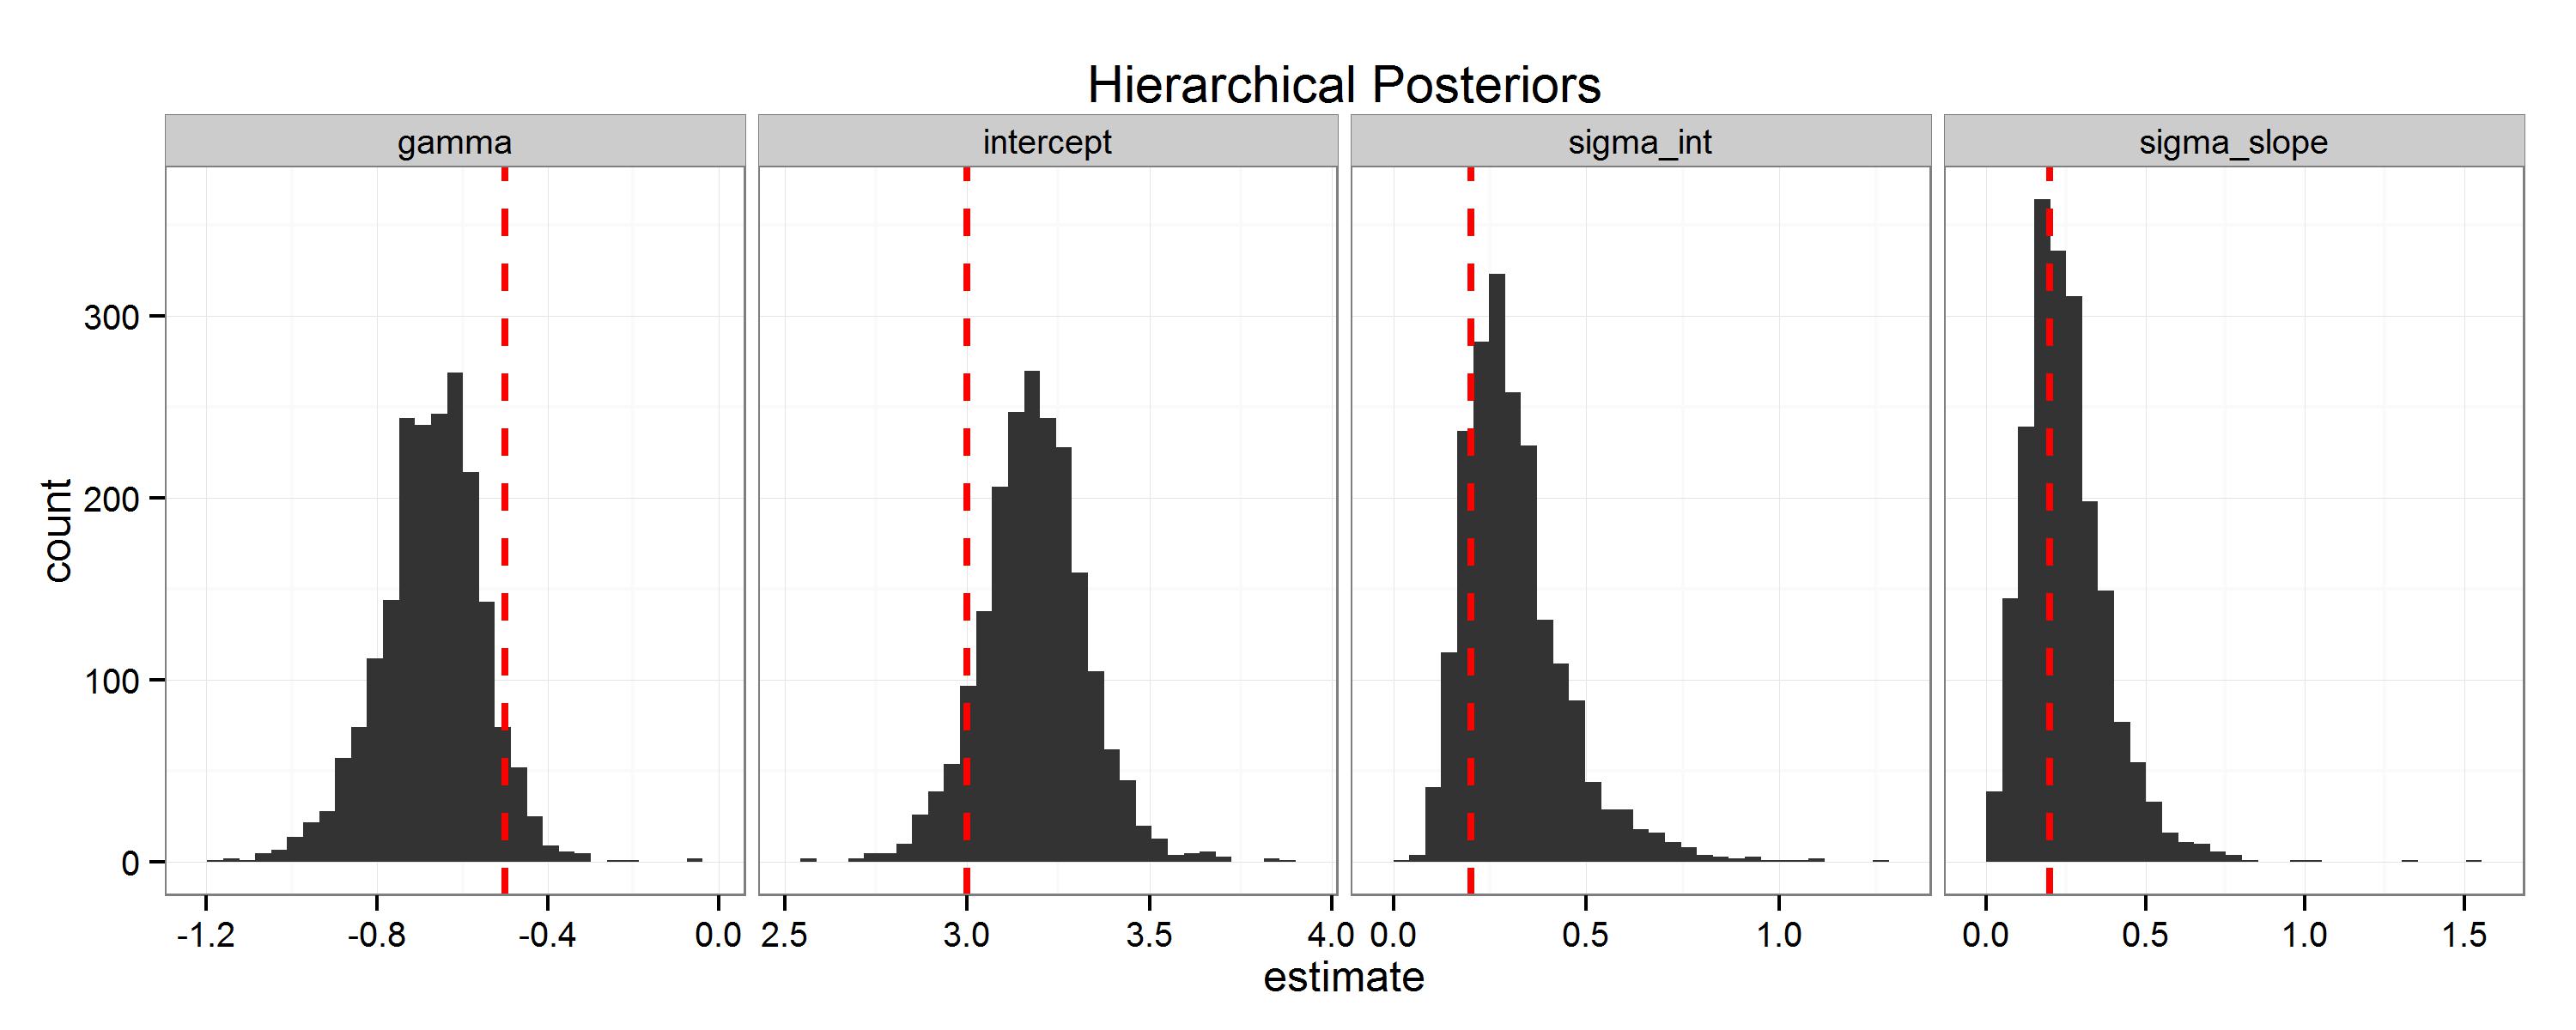 Hierarchical Posteriors
gamma intercept sigma_int sigma_slope
300
200
100
0
count
-1.2 -0.8 -0.4 0.0 2.5 3.0 3.5 4.0 0.0 0.5 1.0 0.0 0.5 1.0 1.5
estimate